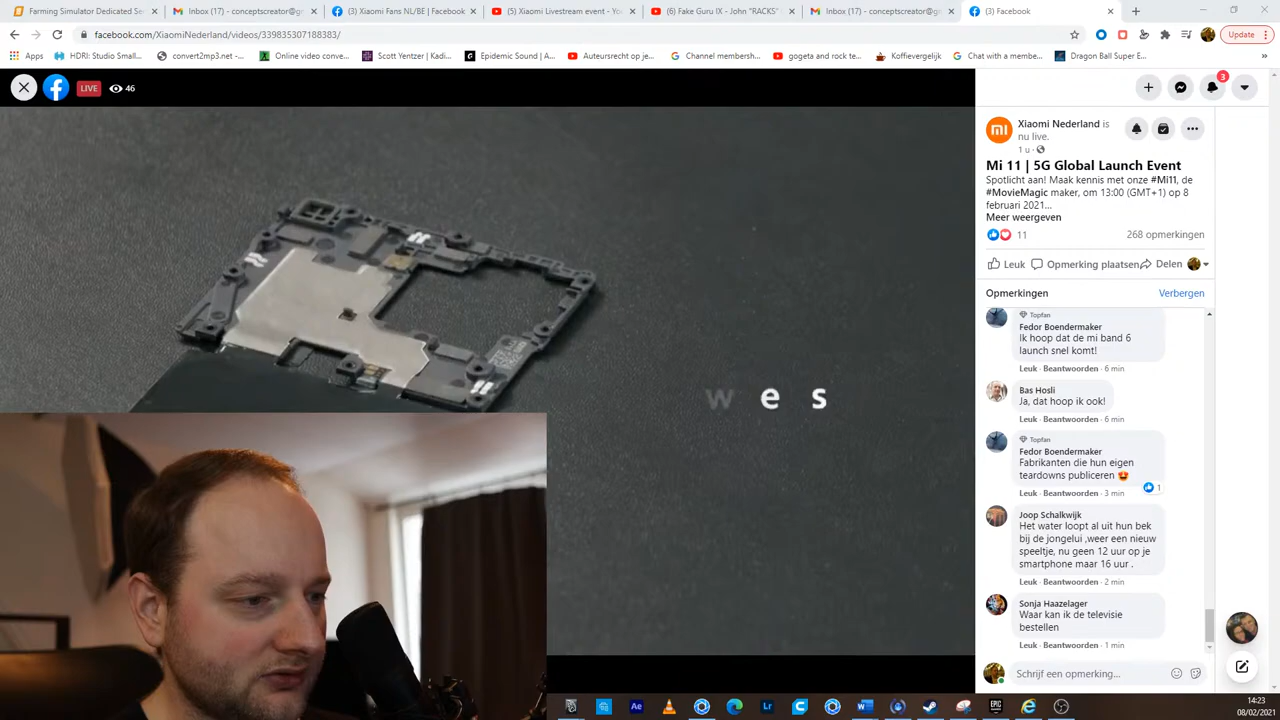 Farming Simulator Dedicated Se
Inbox (17) - conceptscreator@g
(3) Xiaomi Fans NL/BE | Facebook
(5) Xiaomi Livestream event - Yo
(6) Fake Guru IX - John "RACKS"
Inbox (17) - conceptscreator@g
(3) Facebook
facebook.com/XiaomiNederland/videos/339835307188383/
Update
Apps
HDRI: Studio Small...
convert2mp3.net -...
Online video conve...
Scott Yentzer | Kadi...
Epidemic Sound | A...
Auteursrecht op je...
Channel membersh...
gogeta and rock te...
Koffievergelijk
Chat with a membe...
Dragon Ball Super E...
LIVE
46
3
Xiaomi Nederland is
nu live.
1 u
Mi 11 | 5G Global Launch Event
Spotlicht aan! Maak kennis met onze #Mi11, de
#MovieMagic maker, om 13:00 (GMT+1) op 8
februari 2021...
Meer weergeven
11
268 opmerkingen
Leuk
Opmerking plaatsen
Delen
Opmerkingen
Verbergen
Topfan
Fedor Boendermaker
Ik hoop dat de mi band 6
launch snel komt!
Leuk · Beantwoorden · 6 min
Bas Hosli
Ja, dat hoop ik ook!
Leuk · Beantwoorden · 6 min
w e s
Topfan
Fedor Boendermaker
Fabrikanten die hun eigen
teardowns publiceren 😍
1
Leuk · Beantwoorden · 3 min
Joop Schalkwijk
Het water loopt al uit hun bek
bij de jongelui ,weer een nieuw
speeltje, nu geen 12 uur op je
smartphone maar 16 uur .
Leuk · Beantwoorden · 2 min
Sonja Haazelager
Waar kan ik de televisie
bestellen
Leuk · Beantwoorden · 1 min
Schrijf een opmerking...
14:23
08/02/2021